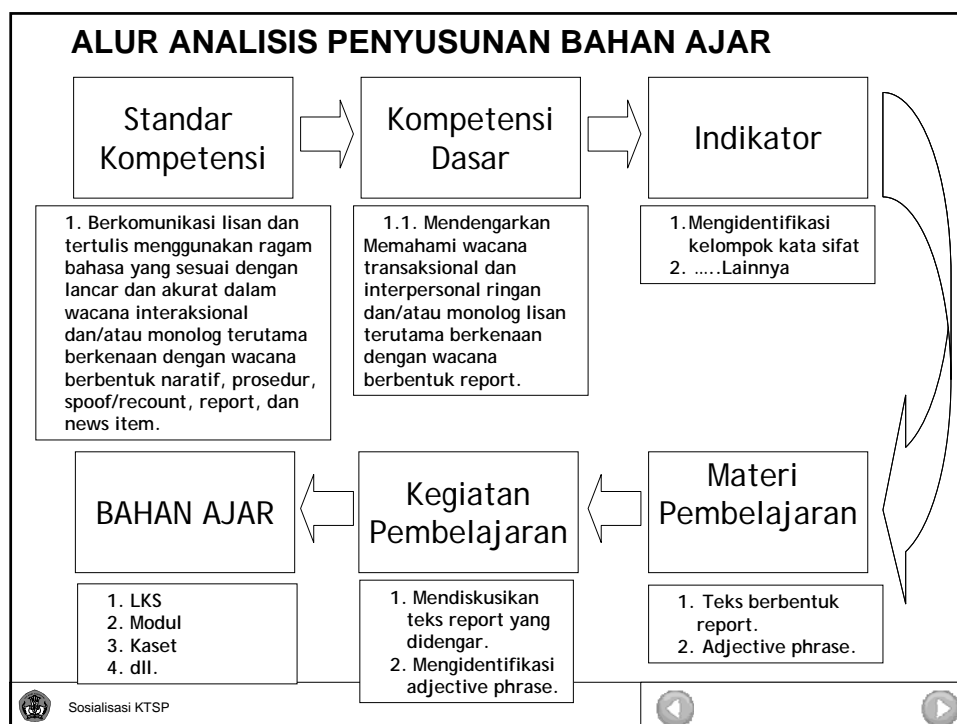 ALUR ANALISIS PENYUSUNAN BAHAN AJAR
Standar
Kompetensi
Kompetensi
Dasar
Indikator
1. Berkomunikasi lisan dan
tertulis menggunakan ragam
bahasa yang sesuai dengan
lancar dan akurat dalam
wacana interaksional
dan/atau monolog terutama
berkenaan dengan wacana
berbentuk naratif, prosedur,
spoof/recount, report, dan
news item.
1.1. Mendengarkan
Memahami wacana
transaksional dan
interpersonal ringan
dan/atau monolog lisan
terutama berkenaan
dengan wacana
berbentuk report.
1.Mengidentifikasi
kelompok kata sifat
2. …..Lainnya
BAHAN AJAR
Kegiatan
Pembelajaran
Materi
Pembelajaran
1. LKS
2. Modul
3. Kaset
4. dll.
1. Mendiskusikan
teks report yang
didengar.
2. Mengidentifikasi
adjective phrase.
1. Teks berbentuk
report.
2. Adjective phrase.
Sosialisasi KTSP